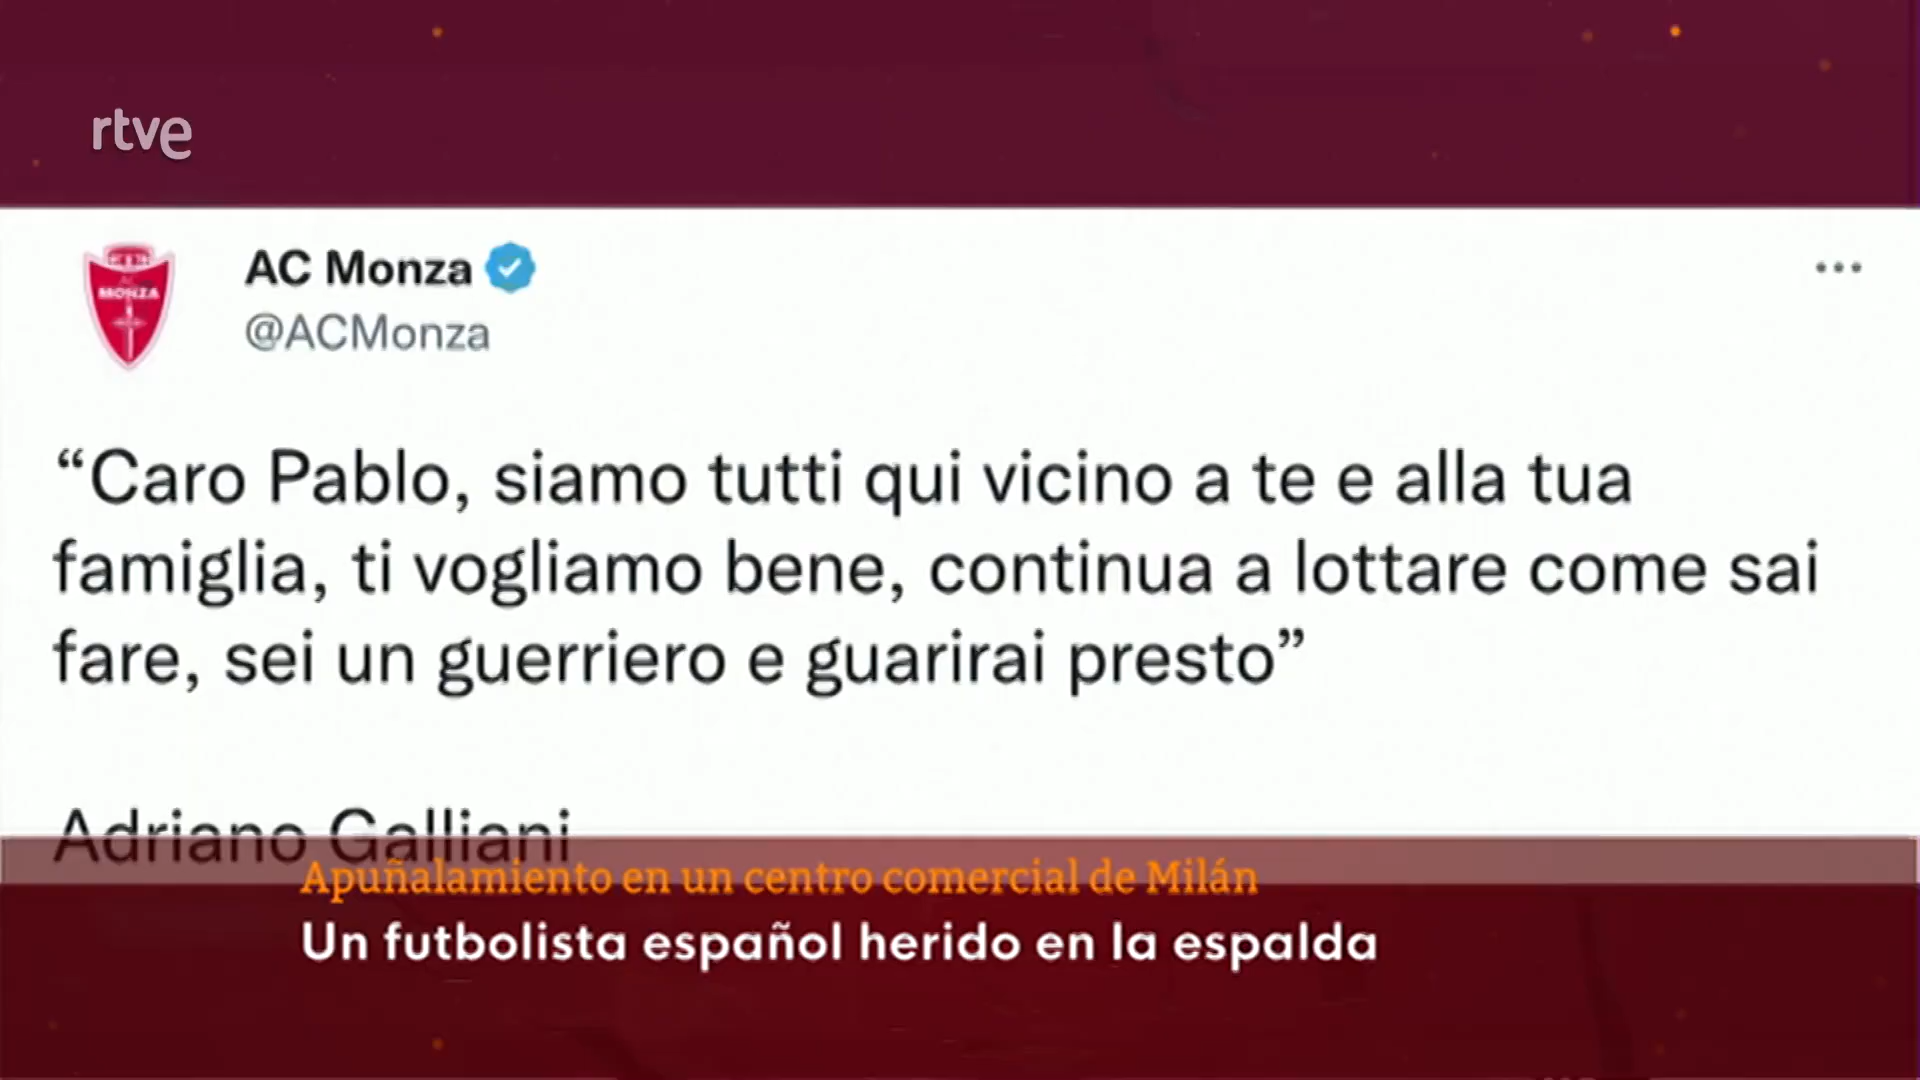 rtve
MONZA
AC Monza
@ACMonza
“Caro Pablo, siamo tutti qui vicino a te e alla tua
famiglia, ti vogliamo bene, continua a lottare come sai
fare, sei un guerriero e guarirai presto”
Adriano Galliani
Apuñalamiento en un centro comercial de Milán
Un futbolista español herido en la espalda